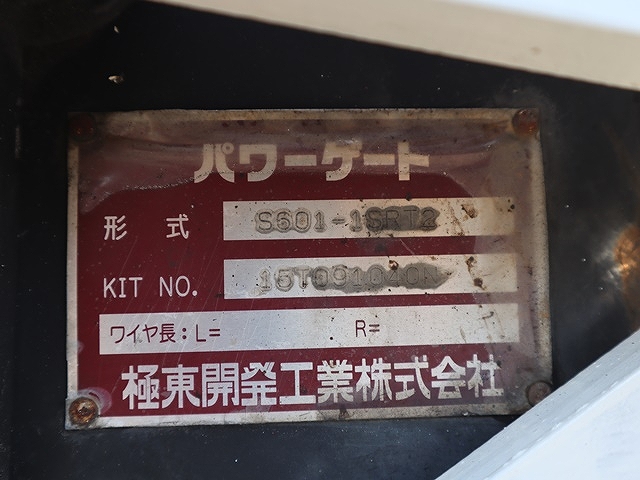 パワーゲート
形 式 S601-1SRT2
KIT NO.
ワイヤ長:L= R=
極東開発工業株式会社